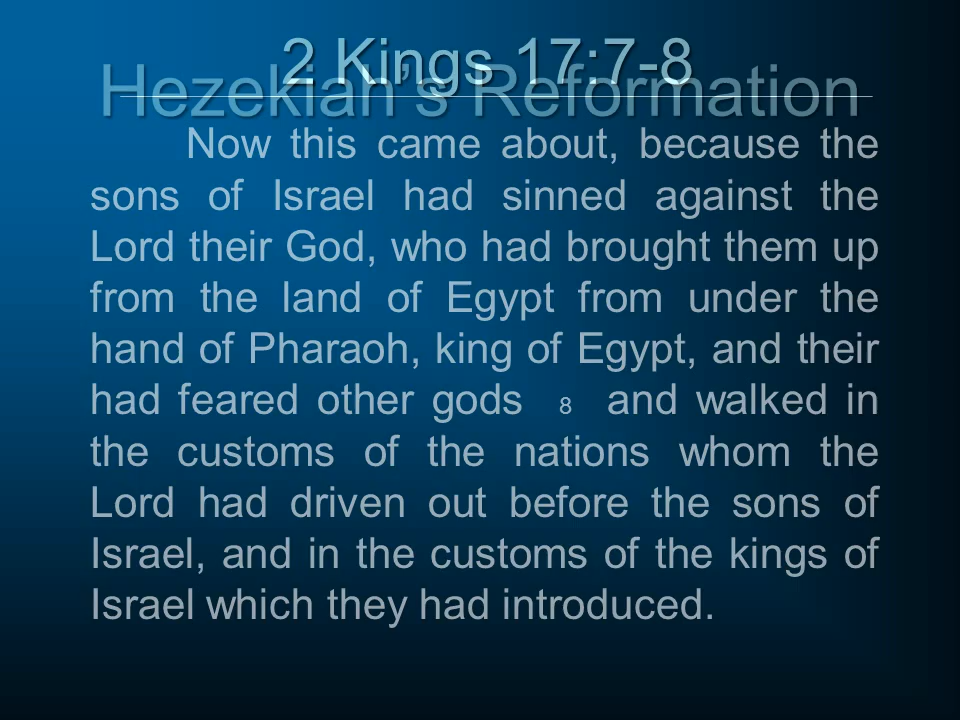 2 Kings 17:7-8
Hezekiah's Reformation
Now this came about, because the
sons of Israel had sinned against the
Lord their God, who had brought them up
from the land of Egypt from under the
hand of Pharaoh, king of Egypt, and their
had feared other gods 8 and walked in
the customs of the nations whom the
Lord had driven out before the sons of
Israel, and in the customs of the kings of
Israel which they had introduced.